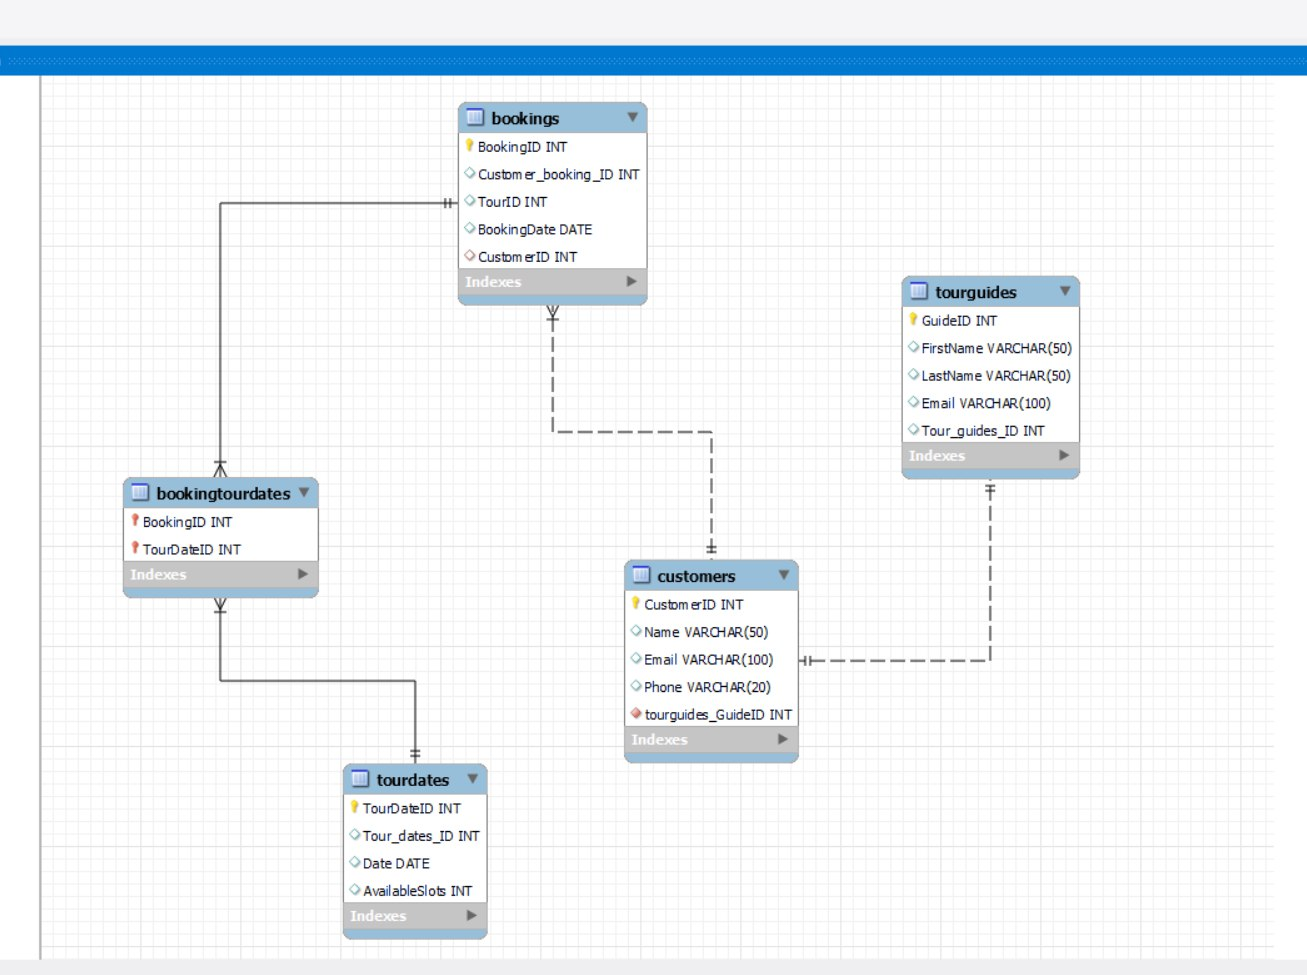 bookings
BookingID INT
Customer_booking_ID INT
TourID INT
BookingDate DATE
CustomerID INT
Indexes
tourguides
GuideID INT
FirstName VARCHAR(50)
LastName VARCHAR(50)
Email VARCHAR(100)
Tour_guides_ID INT
Indexes
bookingtourdates
BookingID INT
TourDateID INT
Indexes
customers
CustomerID INT
Name VARCHAR(50)
Email VARCHAR(100)
Phone VARCHAR(20)
tourguides_GuideID INT
Indexes
tourdates
TourDateID INT
Tour_dates_ID INT
Date DATE
AvailableSlots INT
Indexes